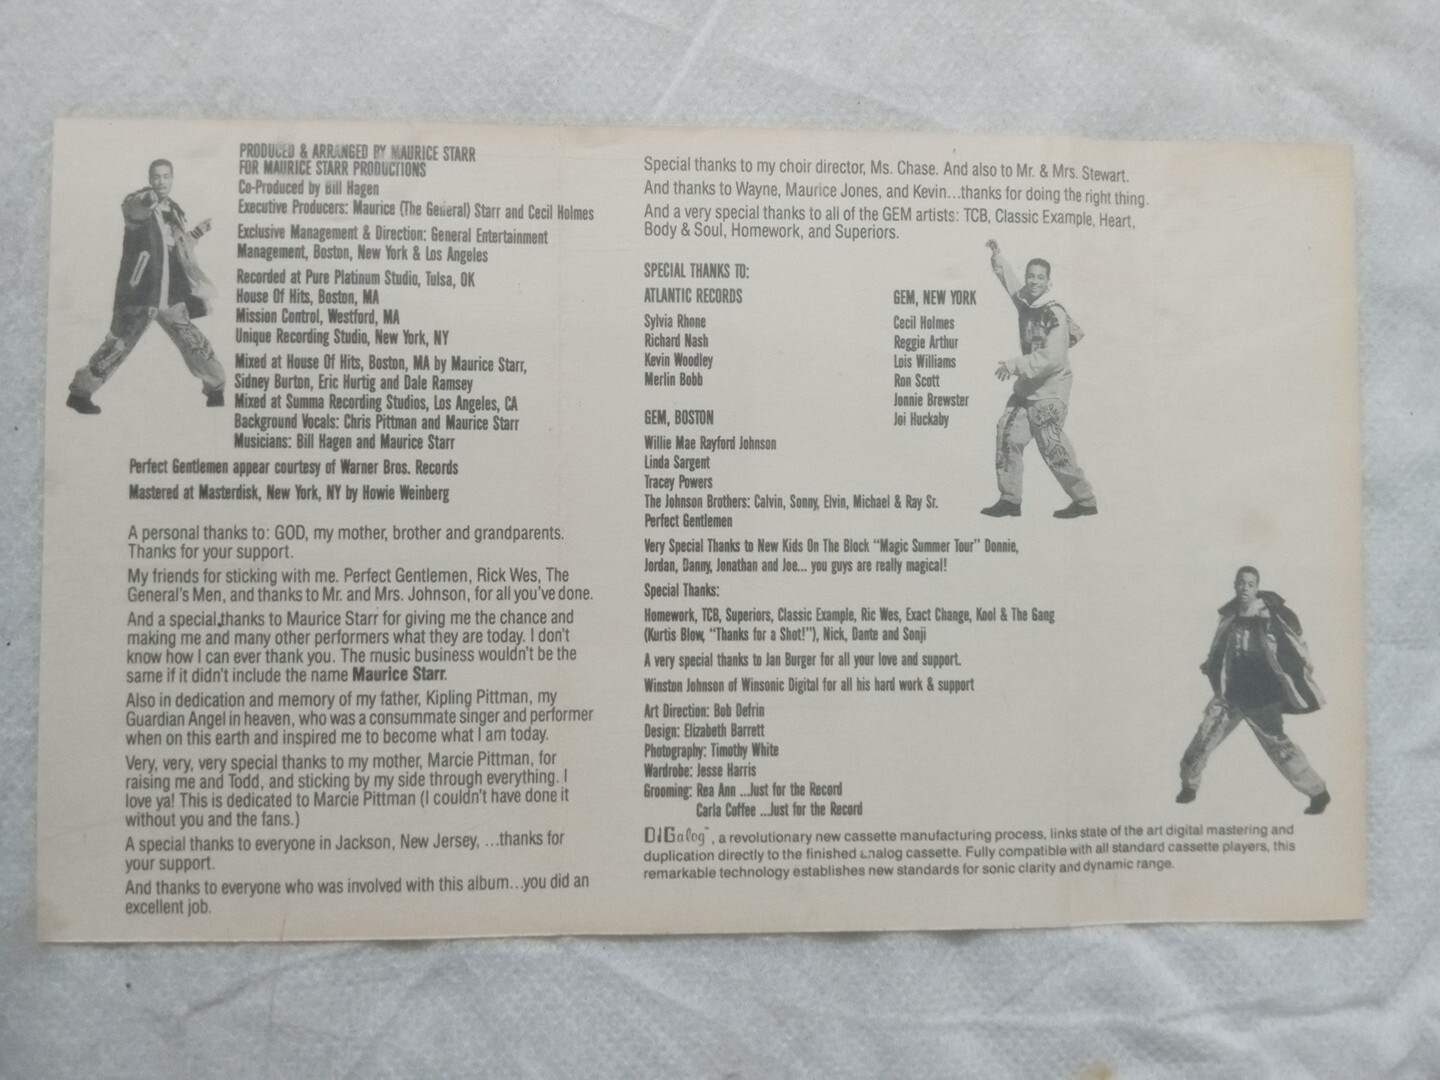 PRODUCED & ARRANGED BY MAURICE STARR
FOR MAURICE STARR PRODUCTIONS
Co-Produced by Bill Hagen
Executive Producers: Maurice (The General) Starr and Cecil Holmes
Exclusive Management & Direction: General Entertainment
Management, Boston, New York & Los Angeles
Recorded at Pure Platinum Studio, Tulsa, OK
House Of Hits, Boston, MA
Mission Control, Westford, MA
Unique Recording Studio, New York, NY
Mixed at House Of Hits, Boston, MA by Maurice Starr,
Sidney Burton, Eric Hurtig and Dale Ramsey
Mixed at Summa Recording Studios, Los Angeles, CA
Background Vocals: Chris Pittman and Maurice Starr
Musicians: Bill Hagen and Maurice Starr
Perfect Gentlemen appear courtesy of Warner Bros. Records
Mastered at Masterdisk, New York, NY by Howie Weinberg
A personal thanks to: GOD, my mother, brother and grandparents.
Thanks for your support.
My friends for sticking with me. Perfect Gentlemen, Rick Wes, The
General's Men, and thanks to Mr. and Mrs. Johnson, for all you've done.
And a special thanks to Maurice Starr for giving me the chance and
making me and many other performers what they are today. I don't
know how I can ever thank you. The music business wouldn't be the
same if it didn't include the name Maurice Starr.
Also in dedication and memory of my father, Kipling Pittman, my
Guardian Angel in heaven, who was a consummate singer and performer
when on this earth and inspired me to become what I am today.
Very, very, very special thanks to my mother, Marcie Pittman, for
raising me and Todd, and sticking by my side through everything. I
love ya! This is dedicated to Marcie Pittman (I couldn't have done it
without you and the fans.)
A special thanks to everyone in Jackson, New Jersey, ...thanks for
your support.
And thanks to everyone who was involved with this album...you did an
excellent job.
Special thanks to my choir director, Ms. Chase. And also to Mr. & Mrs. Stewart.
And thanks to Wayne, Maurice Jones, and Kevin...thanks for doing the right thing.
And a very special thanks to all of the GEM artists: TCB, Classic Example, Heart,
Body & Soul, Homework, and Superiors.
SPECIAL THANKS TO:
ATLANTIC RECORDS
Sylvia Rhone
Richard Nash
Kevin Woodley
Merlin Bobb
GEM, NEW YORK
Cecil Holmes
Reggie Arthur
Lois Williams
Ron Scott
Jonnie Brewster
Joi Huckaby
GEM, BOSTON
Willie Mae Rayford Johnson
Linda Sargent
Tracey Powers
The Johnson Brothers: Calvin, Sonny, Elvin, Michael & Ray Sr.
Perfect Gentlemen
Very Special Thanks to New Kids On The Block "Magic Summer Tour" Donnie,
Jordan, Danny, Jonathan and Joe... you guys are really magical!
Special Thanks:
Homework, TCB, Superiors, Classic Example, Ric Wes, Exact Change, Kool & The Gang
(Kurtis Blow, "Thanks for a Shot!"), Nick, Dante and Sonji
A very special thanks to Jan Burger for all your love and support.
Winston Johnson of Winsonic Digital for all his hard work & support
Art Direction: Bob Defrin
Design: Elizabeth Barrett
Photography: Timothy White
Wardrobe: Jesse Harris
Grooming: Rea Ann ...Just for the Record
Carla Coffee ...Just for the Record
DIGalog™, a revolutionary new cassette manufacturing process, links state of the art digital mastering and
duplication directly to the finished analog cassette. Fully compatible with all standard cassette players, this
remarkable technology establishes new standards for sonic clarity and dynamic range.